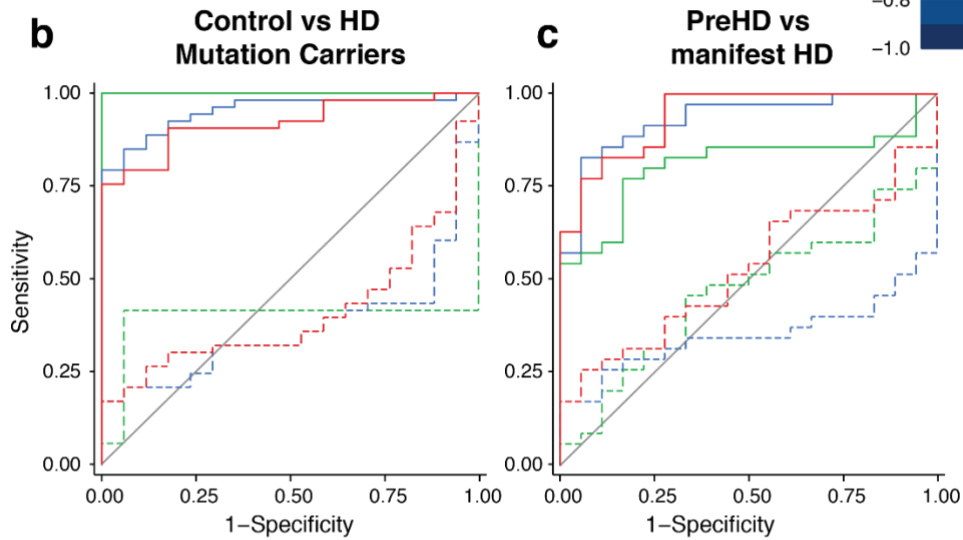 −0.8
−1.0
b
Control vs HD
Mutation Carriers
c
PreHD vs
manifest HD
Sensitivity
1.00
0.75
0.50
0.25
0.00
0.00 0.25 0.50 0.75 1.00
1−Specificity
1.00
0.75
0.50
0.25
0.00
0.00 0.25 0.50 0.75 1.00
1−Specificity